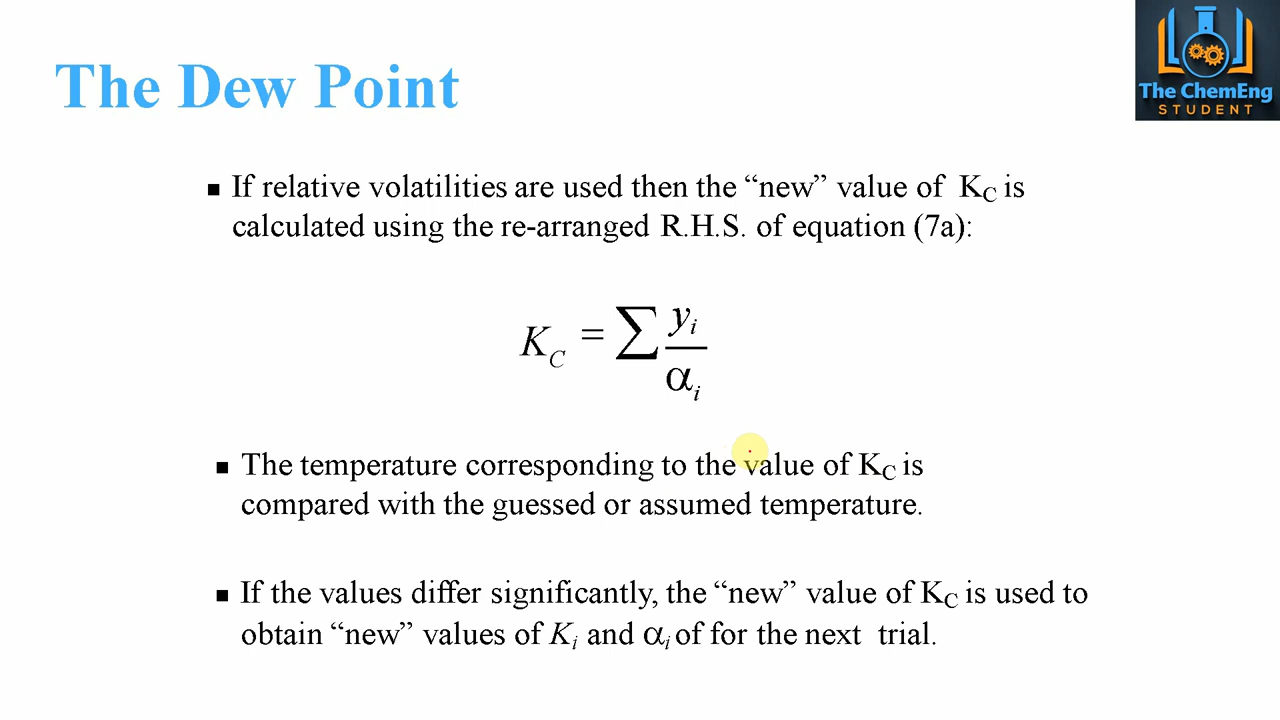 The Dew Point
The ChemEng
STUDENT
▪ If relative volatilities are used then the “new” value of K_C is
calculated using the re-arranged R.H.S. of equation (7a):
K_C = ∑ y_i / α_i
▪ The temperature corresponding to the value of K_C is
compared with the guessed or assumed temperature.
▪ If the values differ significantly, the “new” value of K_C is used to
obtain “new” values of K_i and α_i of for the next trial.